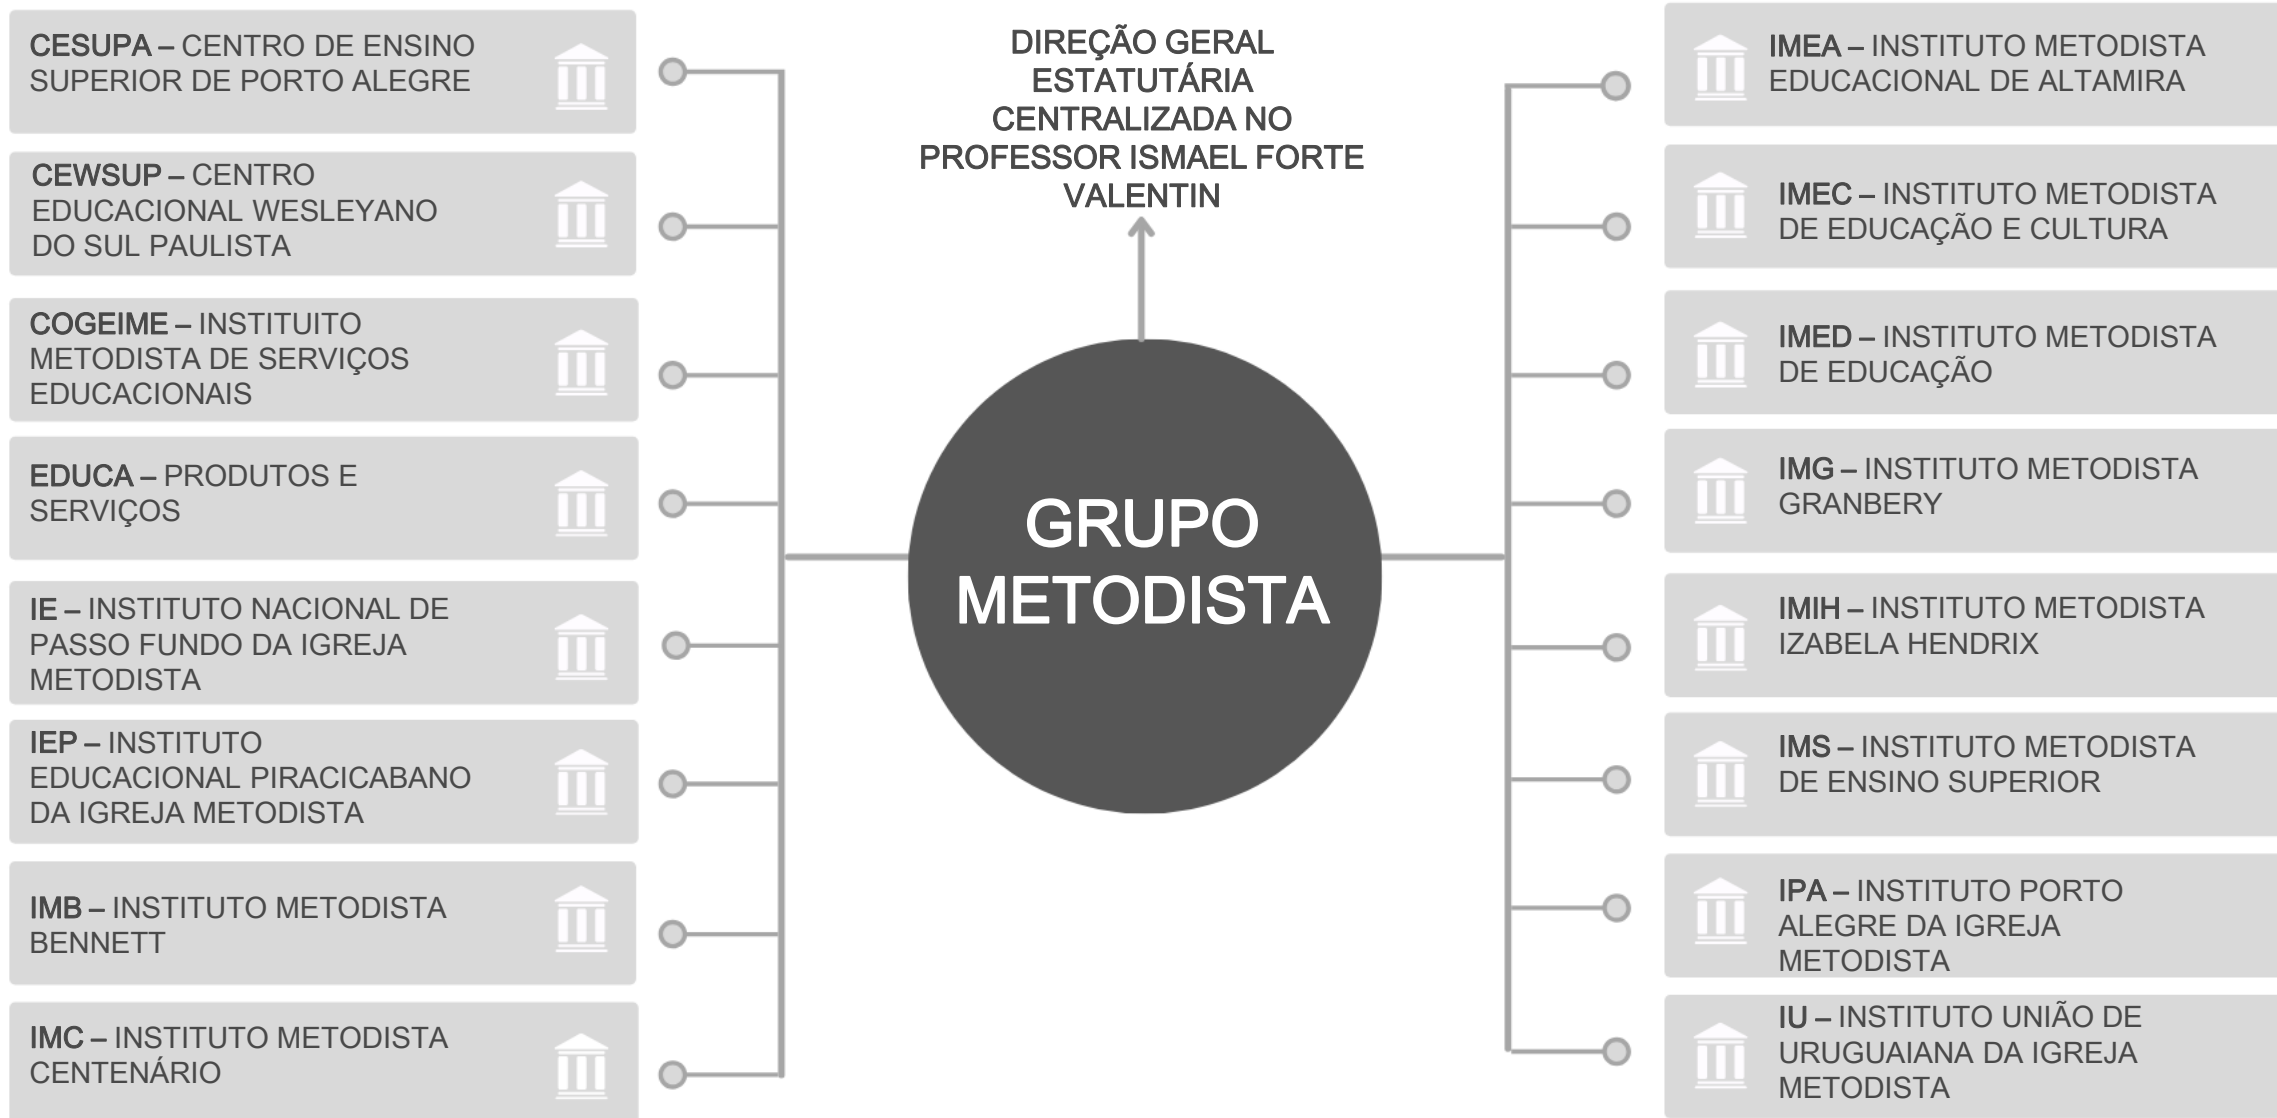 CESUPA – CENTRO DE ENSINO
SUPERIOR DE PORTO ALEGRE
CEWSUP – CENTRO
EDUCACIONAL WESLEYANO
DO SUL PAULISTA
COGEIME – INSTITUITO
METODISTA DE SERVIÇOS
EDUCACIONAIS
EDUCA – PRODUTOS E
SERVIÇOS
IE – INSTITUTO NACIONAL DE
PASSO FUNDO DA IGREJA
METODISTA
IEP – INSTITUTO
EDUCACIONAL PIRACICABANO
DA IGREJA METODISTA
IMB – INSTITUTO METODISTA
BENNETT
IMC – INSTITUTO METODISTA
CENTENÁRIO
DIREÇÃO GERAL
ESTATUTÁRIA
CENTRALIZADA NO
PROFESSOR ISMAEL FORTE
VALENTIN
GRUPO
METODISTA
IMEA – INSTITUTO METODISTA
EDUCACIONAL DE ALTAMIRA
IMEC – INSTITUTO METODISTA
DE EDUCAÇÃO E CULTURA
IMED – INSTITUTO METODISTA
DE EDUCAÇÃO
IMG – INSTITUTO METODISTA
GRANBERY
IMIH – INSTITUTO METODISTA
IZABELA HENDRIX
IMS – INSTITUTO METODISTA
DE ENSINO SUPERIOR
IPA – INSTITUTO PORTO
ALEGRE DA IGREJA
METODISTA
IU – INSTITUTO UNIÃO DE
URUGUAIANA DA IGREJA
METODISTA